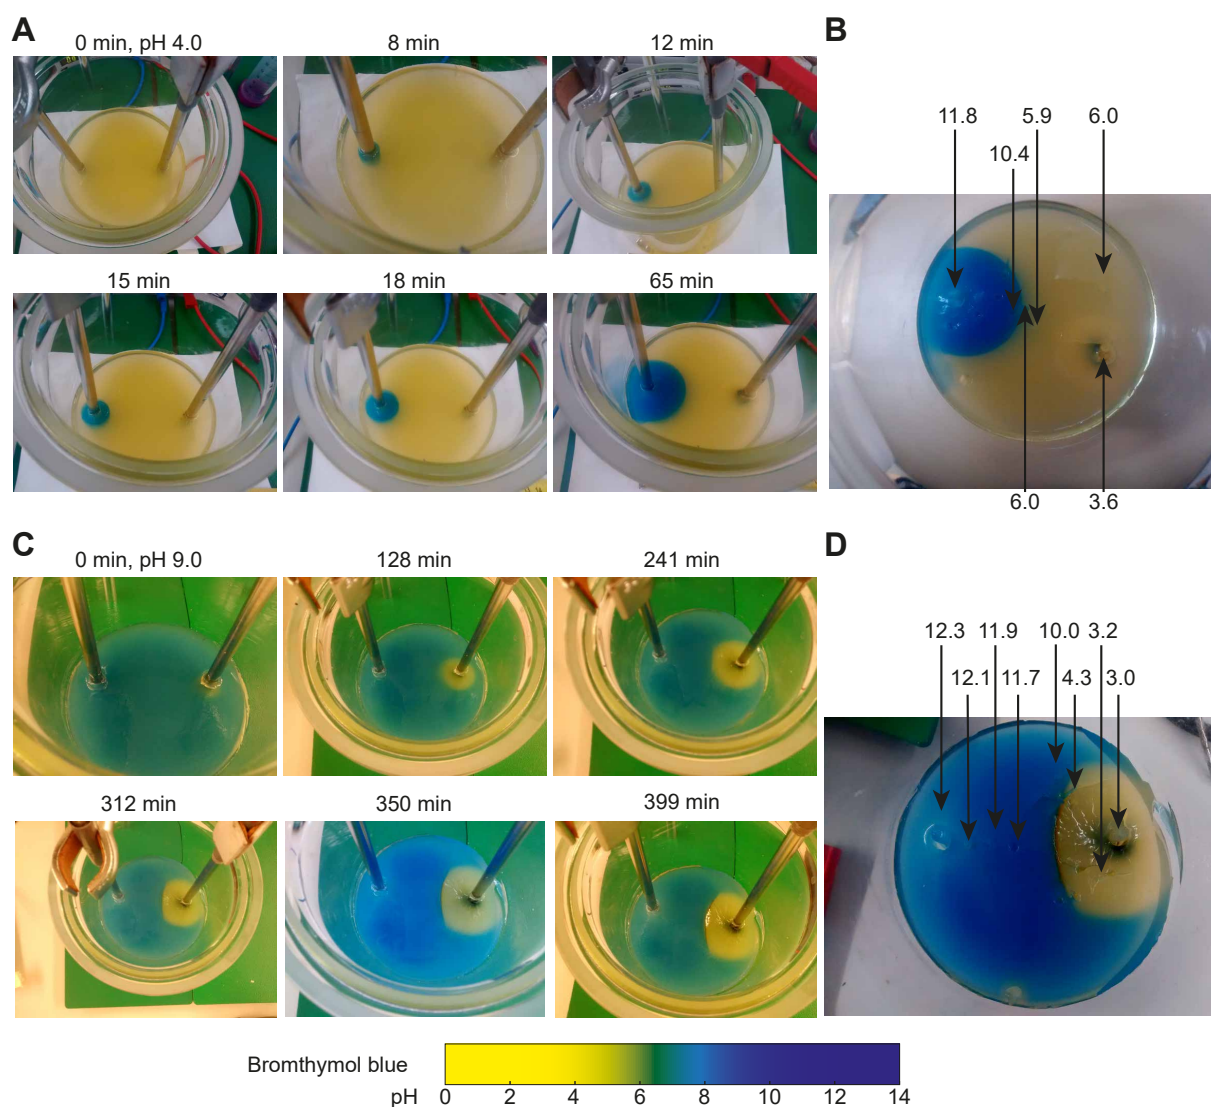 A
0 min, pH 4.0
8 min
12 min
15 min
18 min
65 min
B
11.8
5.9
6.0
10.4
6.0
3.6
C
0 min, pH 9.0
128 min
241 min
312 min
350 min
399 min
D
12.3
11.9
10.0
3.2
12.1
11.7
4.3
3.0
Bromthymol blue
pH
0
2
4
6
8
10
12
14